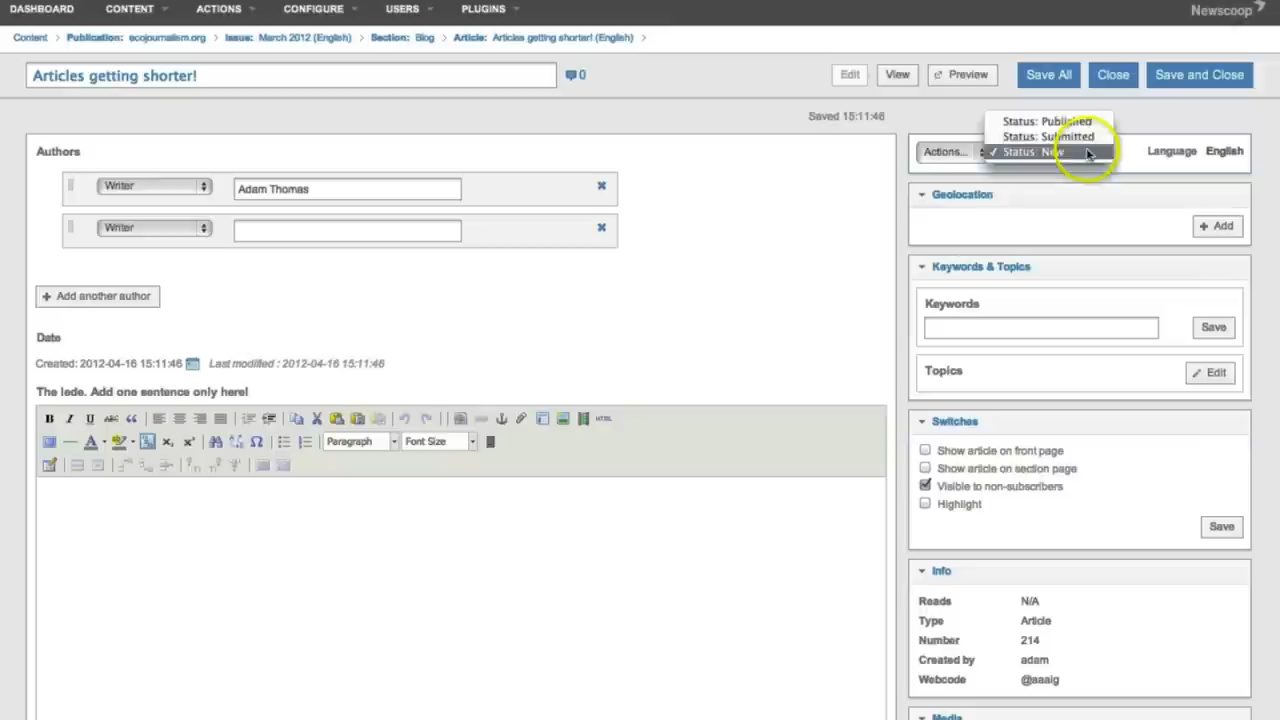 DASHBOARD CONTENT ACTIONS CONFIGURE USERS PLUGINS Newscoop
Content > Publication: ecojournalism.org > Issue: March 2012 (English) > Section: Blog > Article: Articles getting shorter! (English) >
Articles getting shorter! 0 Edit View Preview Save All Close Save and Close
Saved 15:11:46
Status: Published
Status: Submitted
Actions... ✓ Status: New Language English
Authors
Geolocation
Writer Adam Thomas
+ Add
Writer
Keywords & Topics
+ Add another author
Keywords
Save
Date
Created: 2012-04-16 15:11:46 Last modified : 2012-04-16 15:11:46
Topics Edit
The lede. Add one sentence only here!
B I U ABC HTML
Paragraph Font Size
Switches
Show article on front page
Show article on section page
Visible to non-subscribers
Highlight
Save
Info
Reads N/A
Type Article
Number 214
Created by adam
Webcode @aaaig
Media